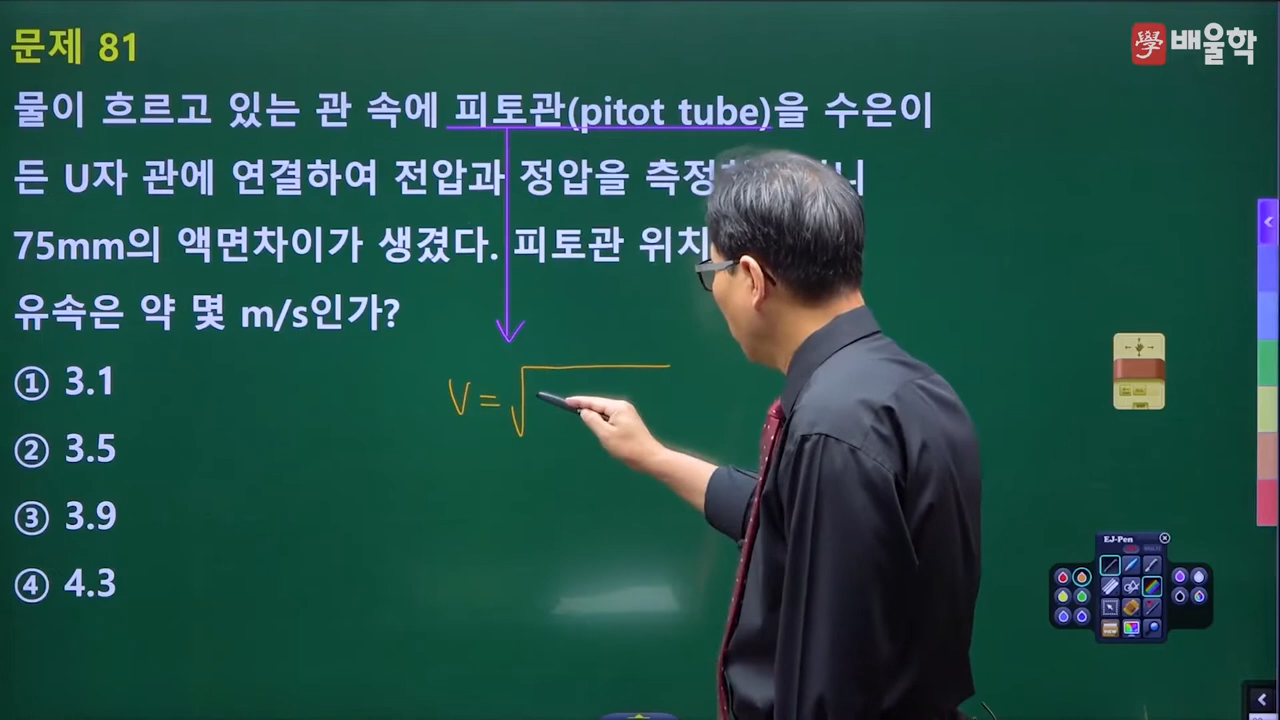 문제 81
學 배울학
물이 흐르고 있는 관 속에 피토관(pitot tube)을 수은이
든 U자 관에 연결하여 전압과 정압을 측정
75mm의 액면차이가 생겼다. 피토관 위치
유속은 약 몇 m/s인가?
① 3.1
② 3.5
③ 3.9
④ 4.3
V = √
EJ-Pen